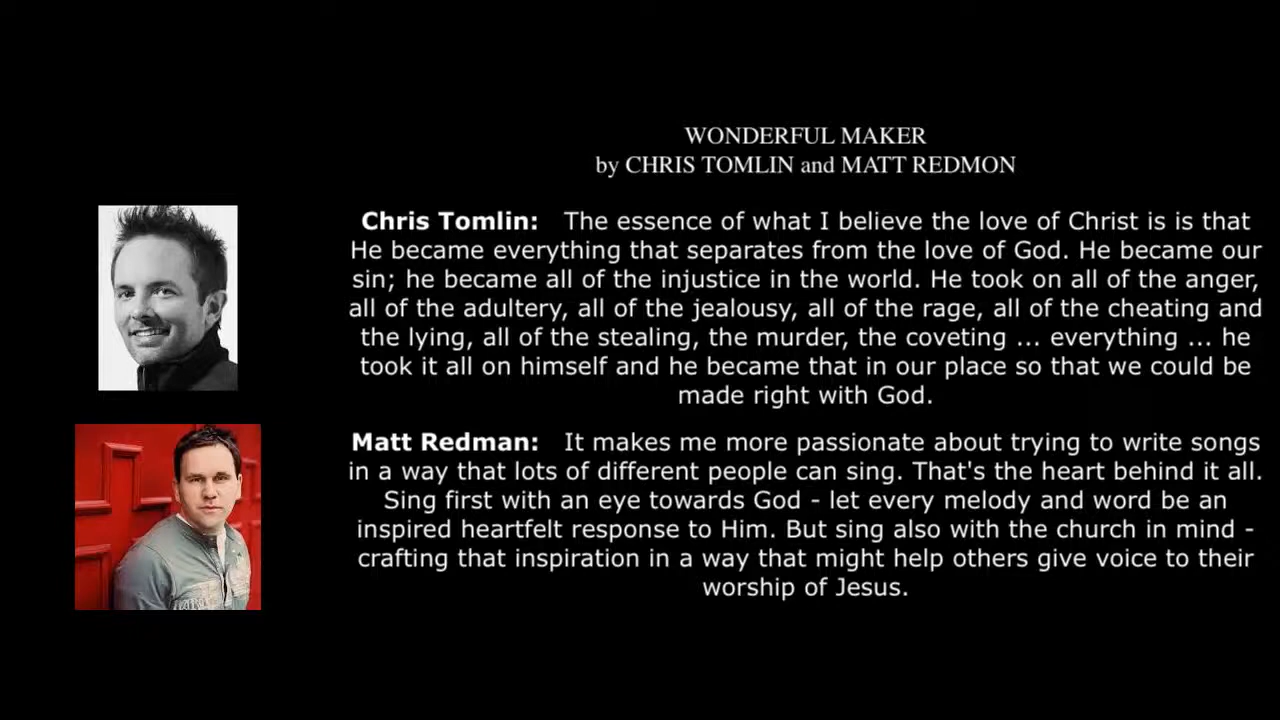 WONDERFUL MAKER
by CHRIS TOMLIN and MATT REDMON
Chris Tomlin: The essence of what I believe the love of Christ is is that
He became everything that separates from the love of God. He became our
sin; he became all of the injustice in the world. He took on all of the anger,
all of the adultery, all of the jealousy, all of the rage, all of the cheating and
the lying, all of the stealing, the murder, the coveting ... everything ... he
took it all on himself and he became that in our place so that we could be
made right with God.
Matt Redman: It makes me more passionate about trying to write songs
in a way that lots of different people can sing. That's the heart behind it all.
Sing first with an eye towards God - let every melody and word be an
inspired heartfelt response to Him. But sing also with the church in mind -
crafting that inspiration in a way that might help others give voice to their
worship of Jesus.